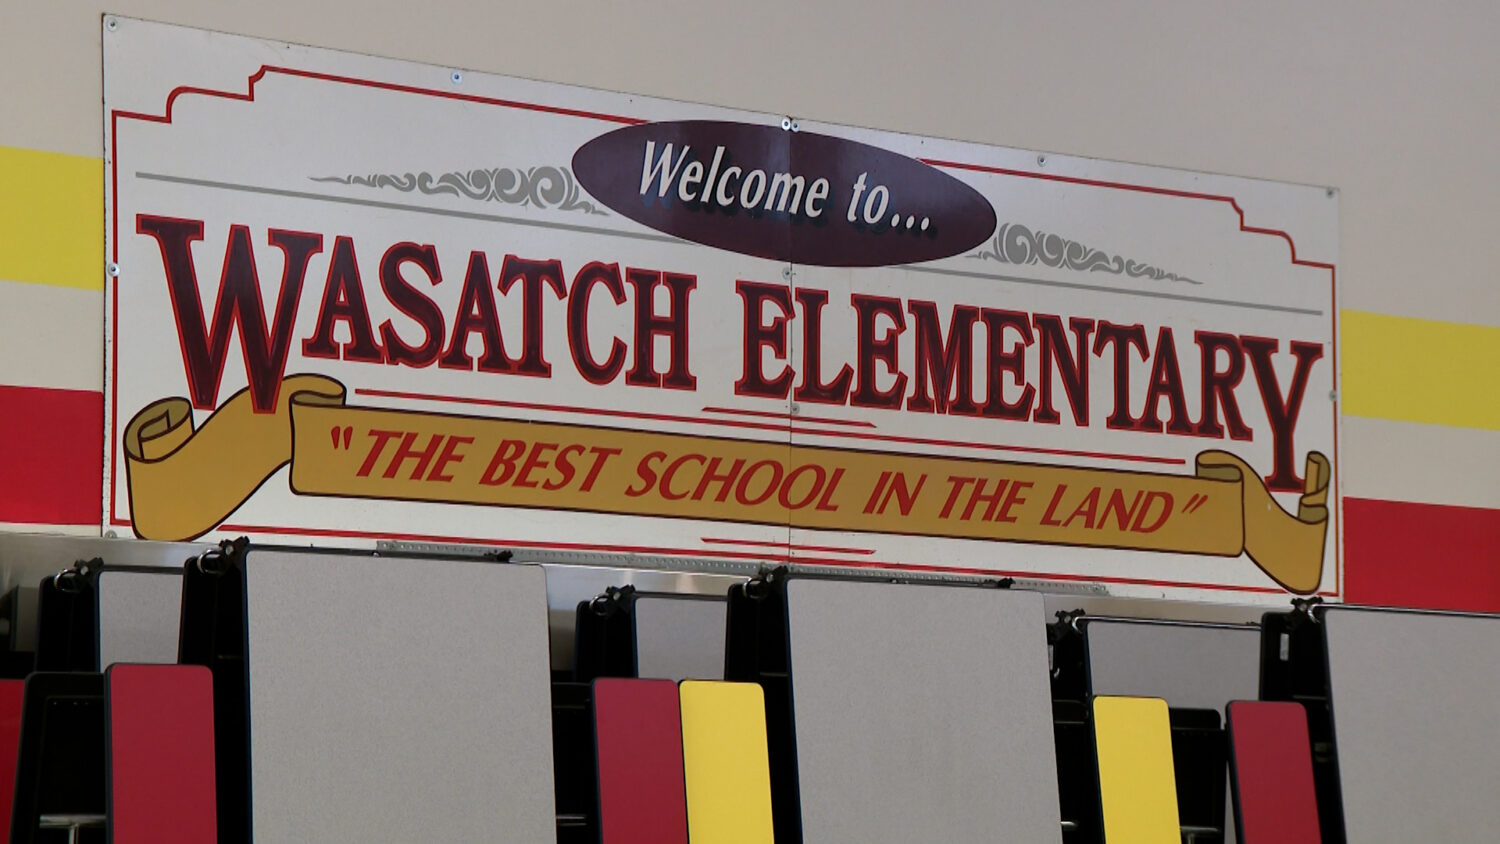 Welcome to...
WASATCH ELEMENTARY
"THE BEST SCHOOL IN THE LAND"